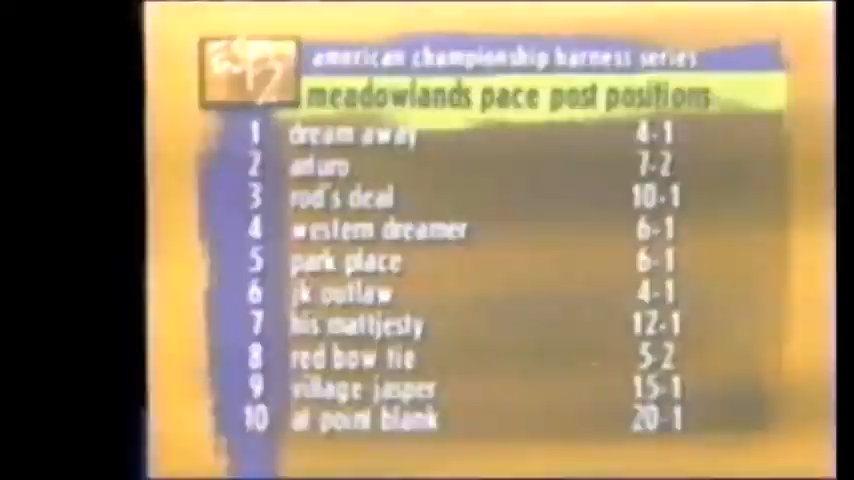 ESPN2
american championship harness series
meadowlands pace post positions
1 dream away 4-1
2 arturo 7-2
3 rod's deal 10-1
4 western dreamer 6-1
5 park place 6-1
6 jk outlaw 4-1
7 his mattjesty 12-1
8 red bow tie 5-2
9 village jasper 15-1
10 at point blank 20-1